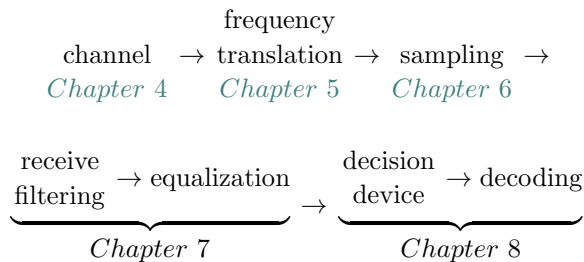 frequency
channel → translation → sampling →
Chapter 4 Chapter 5 Chapter 6
receive decision
filtering → equalization → device → decoding
Chapter 7 Chapter 8